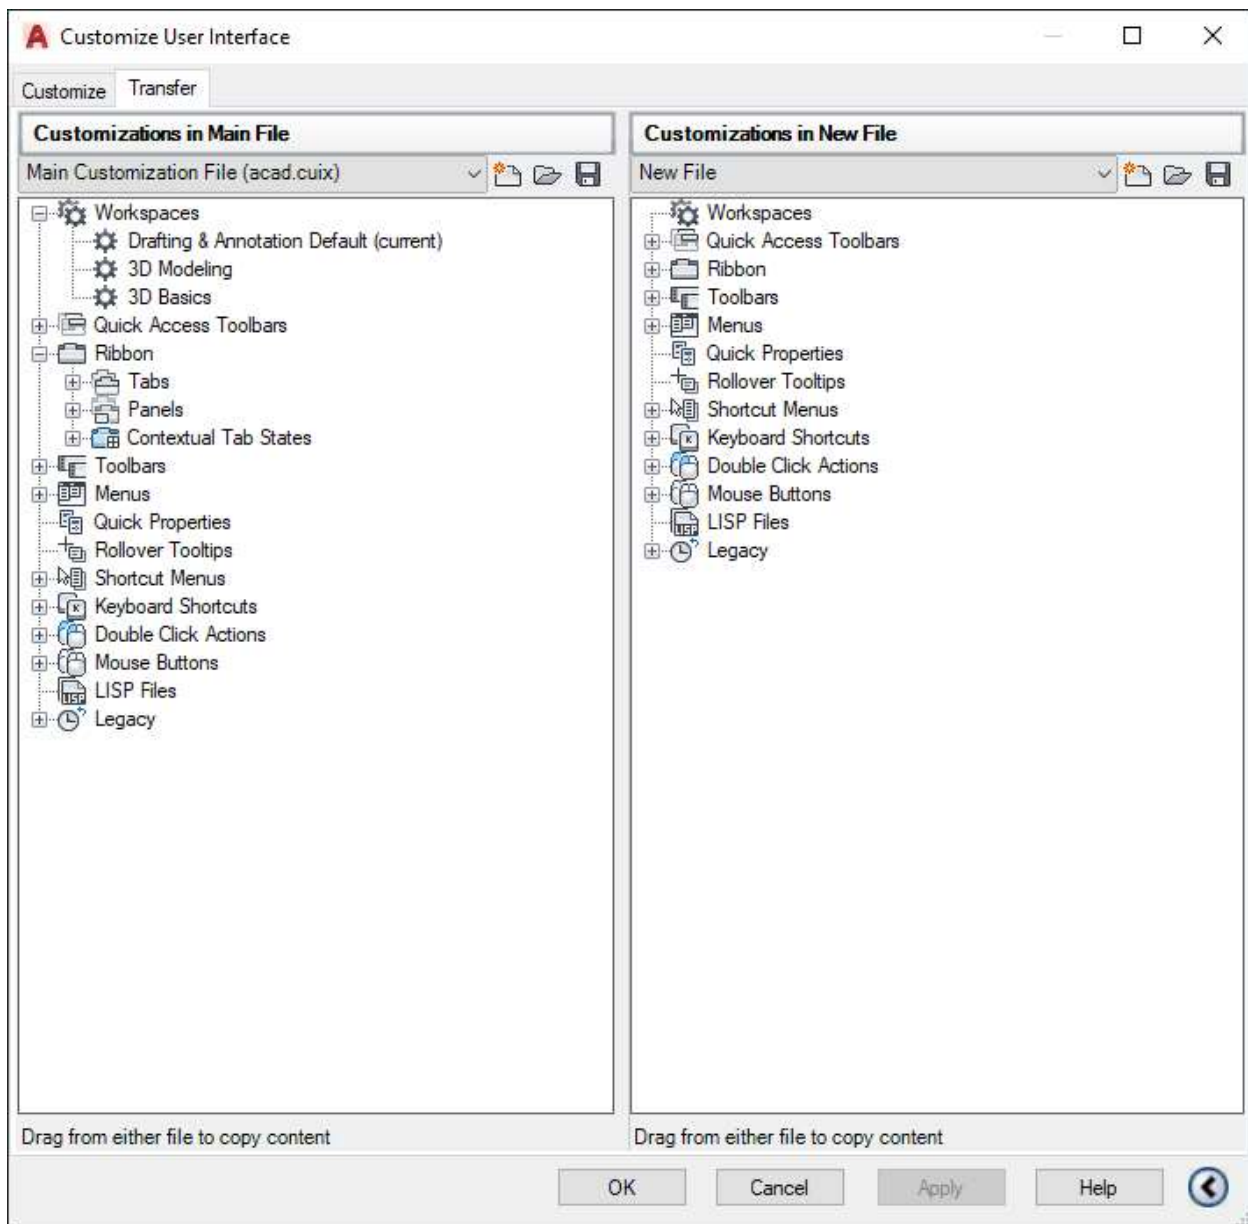 Customize User Interface
Customize
Transfer
Customizations in Main File
Main Customization File (acad.cuix)
Workspaces
Drafting & Annotation Default (current)
3D Modeling
3D Basics
Quick Access Toolbars
Ribbon
Tabs
Panels
Contextual Tab States
Toolbars
Menus
Quick Properties
Rollover Tooltips
Shortcut Menus
Keyboard Shortcuts
Double Click Actions
Mouse Buttons
LISP Files
Legacy
Drag from either file to copy content
Customizations in New File
New File
Workspaces
Quick Access Toolbars
Ribbon
Toolbars
Menus
Quick Properties
Rollover Tooltips
Shortcut Menus
Keyboard Shortcuts
Double Click Actions
Mouse Buttons
LISP Files
Legacy
Drag from either file to copy content
OK
Cancel
Apply
Help